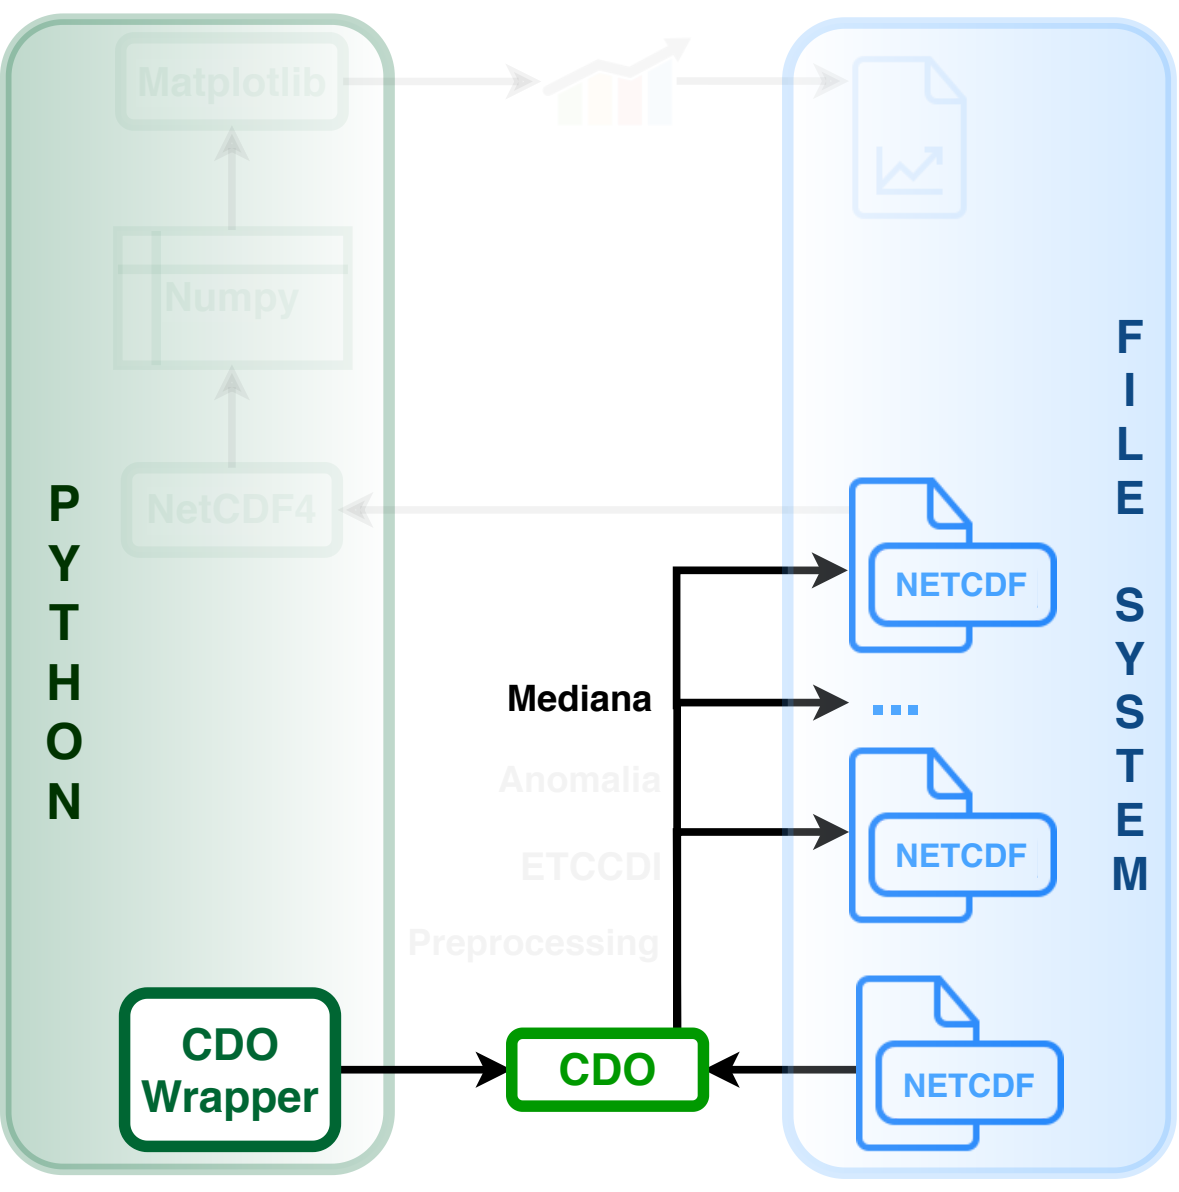 Matplotlib
Numpy
NetCDF4
PYTHON
CDO
Wrapper
Mediana
Anomalia
ETCCDI
Preprocessing
CDO
NETCDF
...
NETCDF
NETCDF
FILE SYSTEM